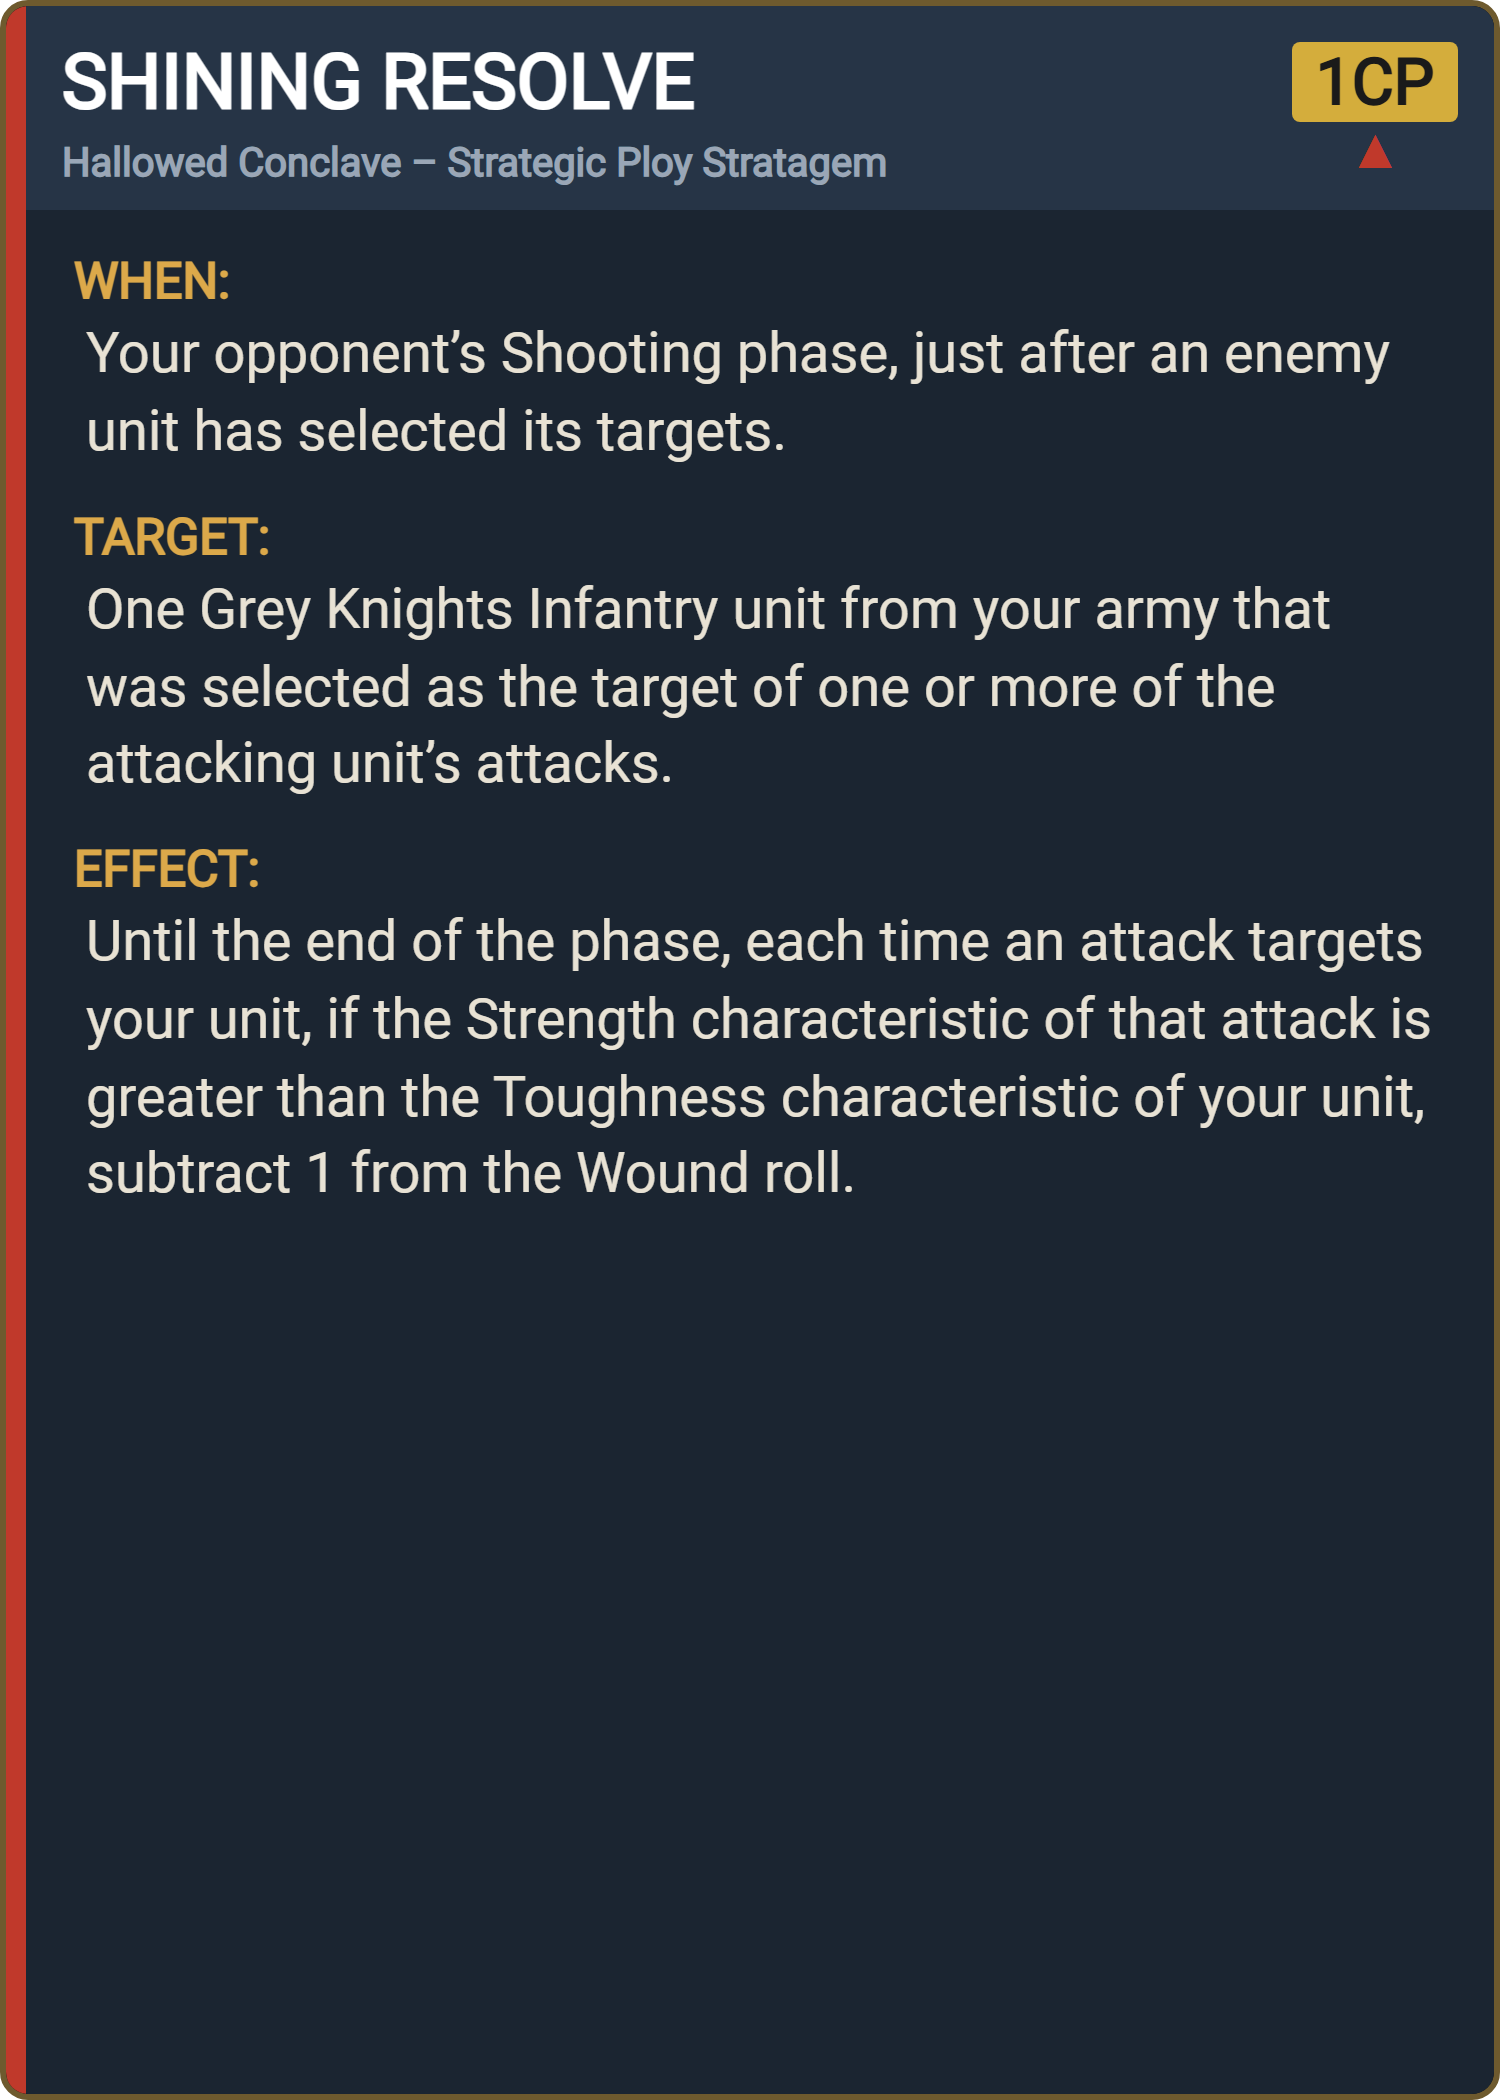 SHINING RESOLVE
1CP
Hallowed Conclave – Strategic Ploy Stratagem
WHEN:
Your opponent’s Shooting phase, just after an enemy
unit has selected its targets.
TARGET:
One Grey Knights Infantry unit from your army that
was selected as the target of one or more of the
attacking unit’s attacks.
EFFECT:
Until the end of the phase, each time an attack targets
your unit, if the Strength characteristic of that attack is
greater than the Toughness characteristic of your unit,
subtract 1 from the Wound roll.